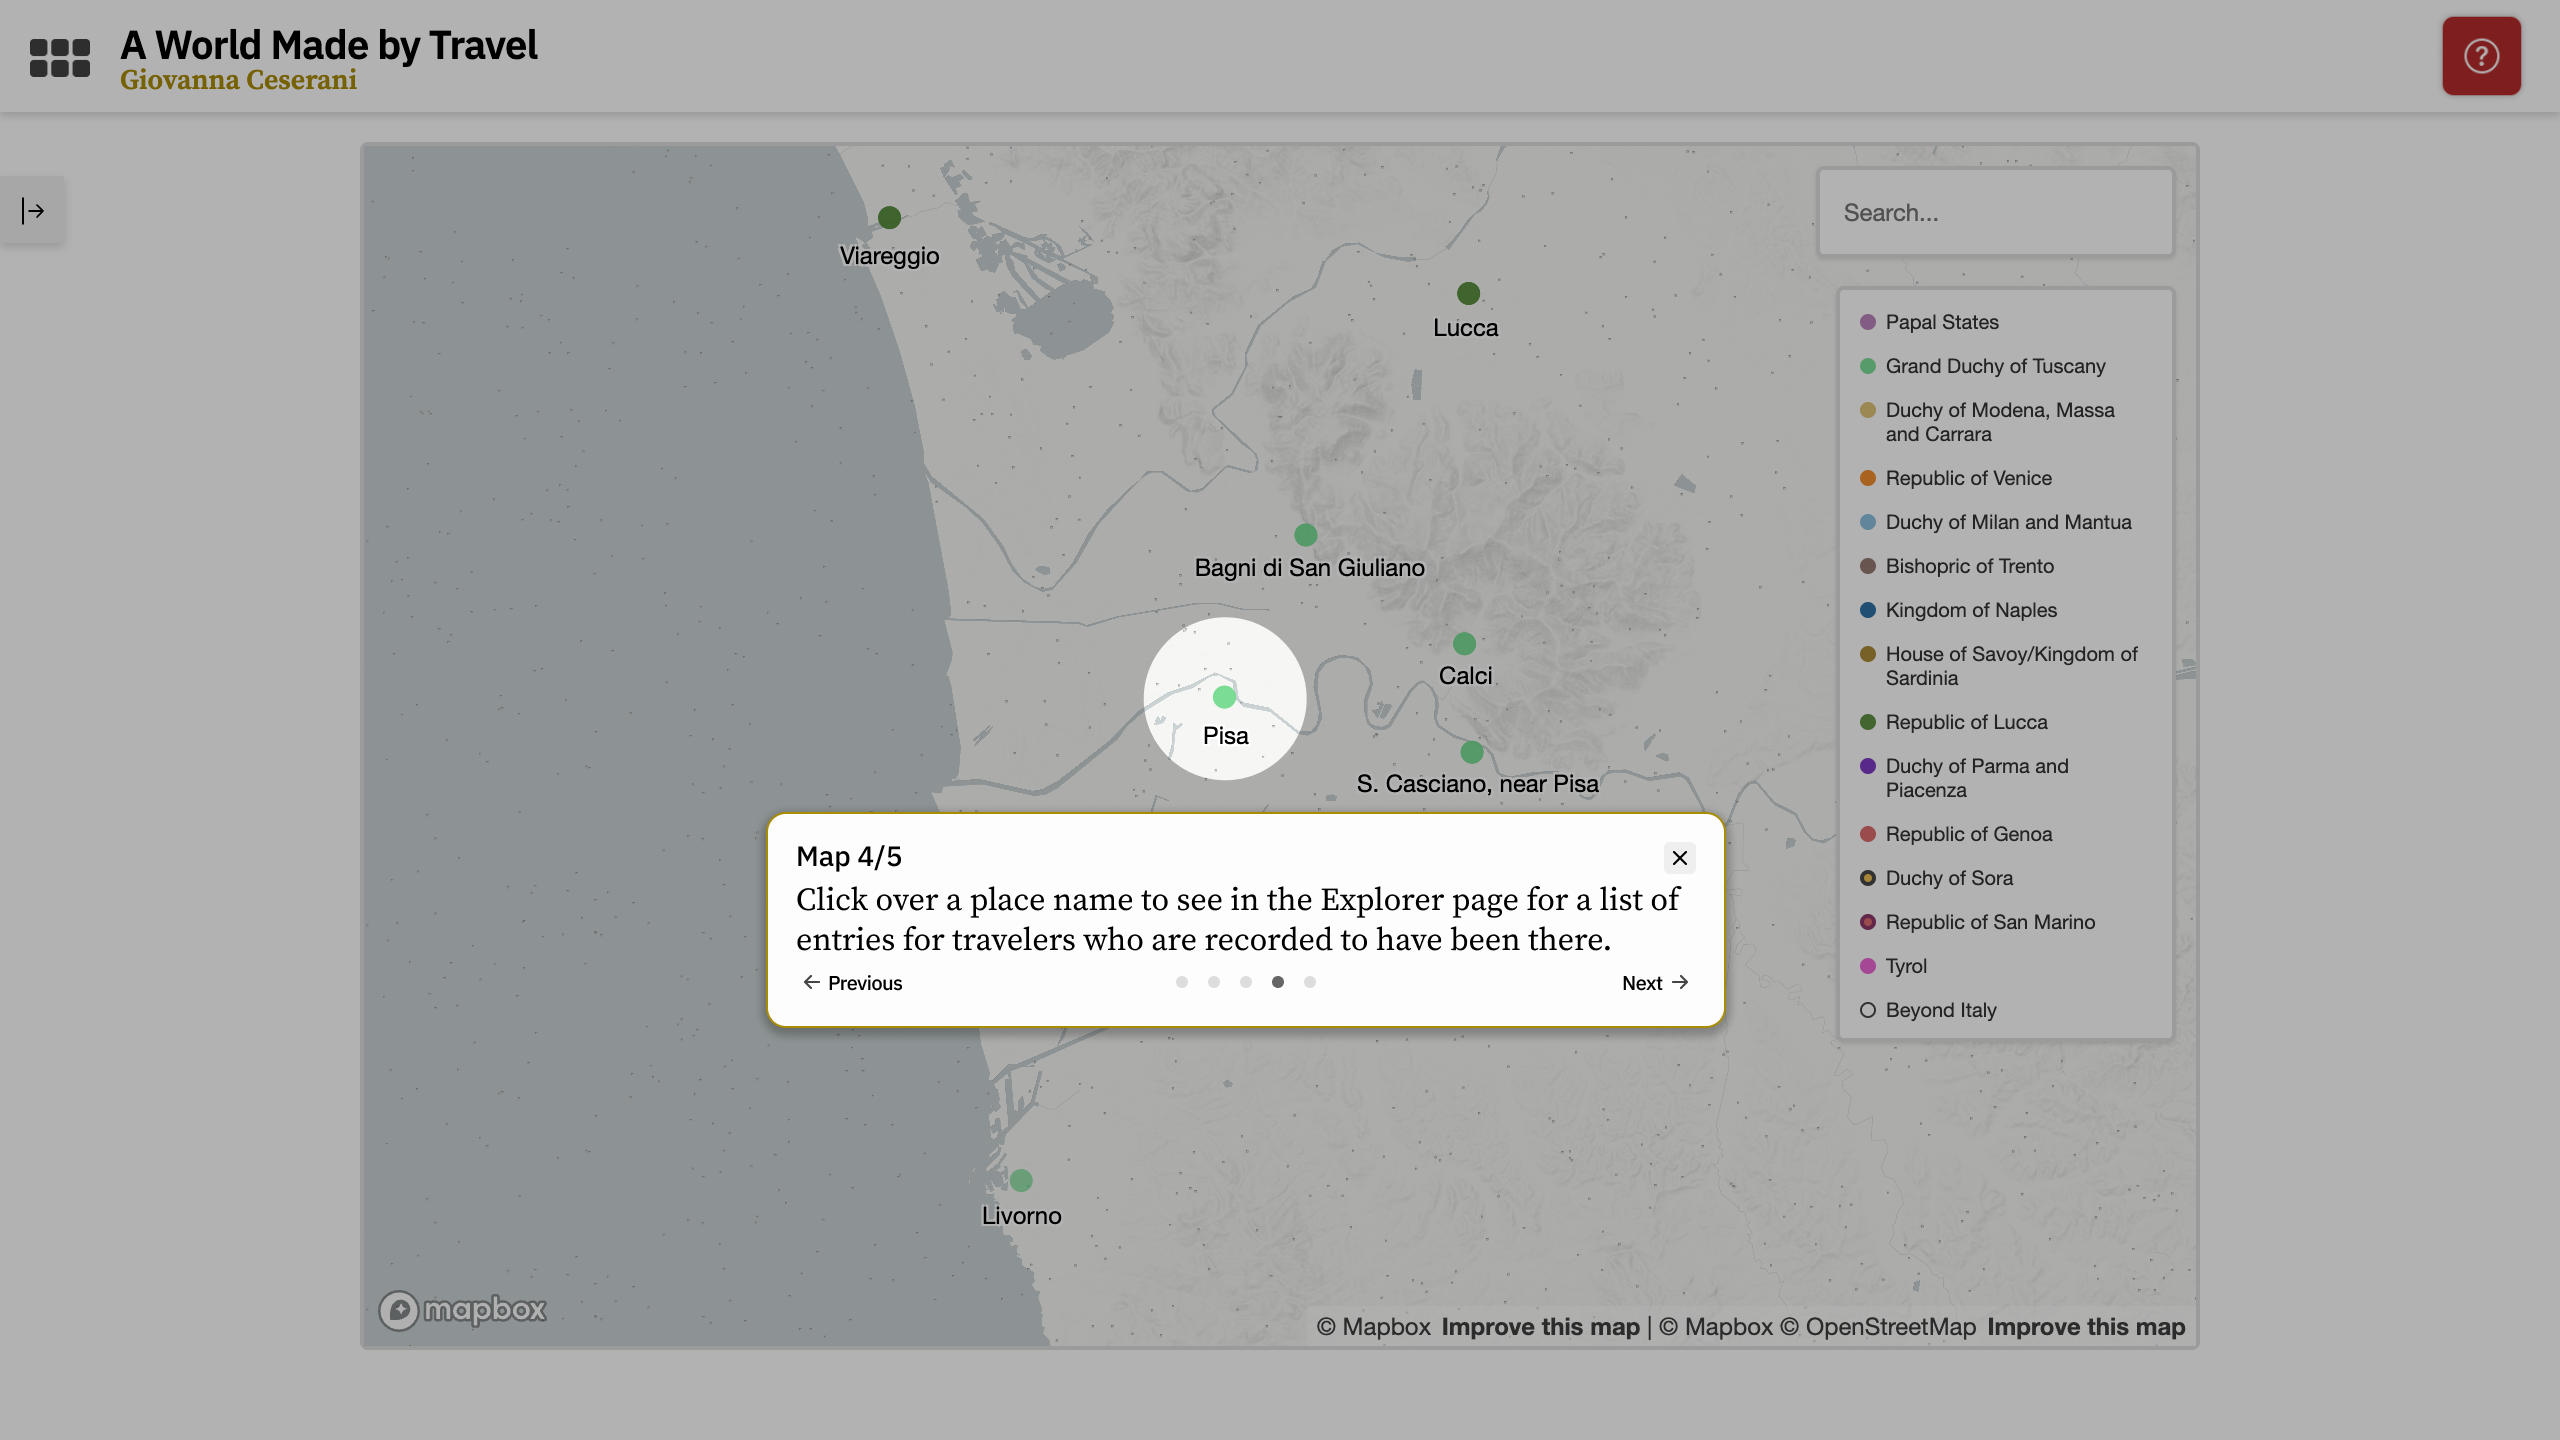 A World Made by Travel
Giovanna Ceserani
?
Search...
Viareggio
Lucca
Bagni di San Giuliano
Calci
Pisa
S. Casciano, near Pisa
Livorno
Papal States
Grand Duchy of Tuscany
Duchy of Modena, Massa
and Carrara
Republic of Venice
Duchy of Milan and Mantua
Bishopric of Trento
Kingdom of Naples
House of Savoy/Kingdom of
Sardinia
Republic of Lucca
Duchy of Parma and
Piacenza
Republic of Genoa
Duchy of Sora
Republic of San Marino
Tyrol
Beyond Italy
Map 4/5
Click over a place name to see in the Explorer page for a list of
entries for travelers who are recorded to have been there.
← Previous
Next →
mapbox
© Mapbox Improve this map | © Mapbox © OpenStreetMap Improve this map